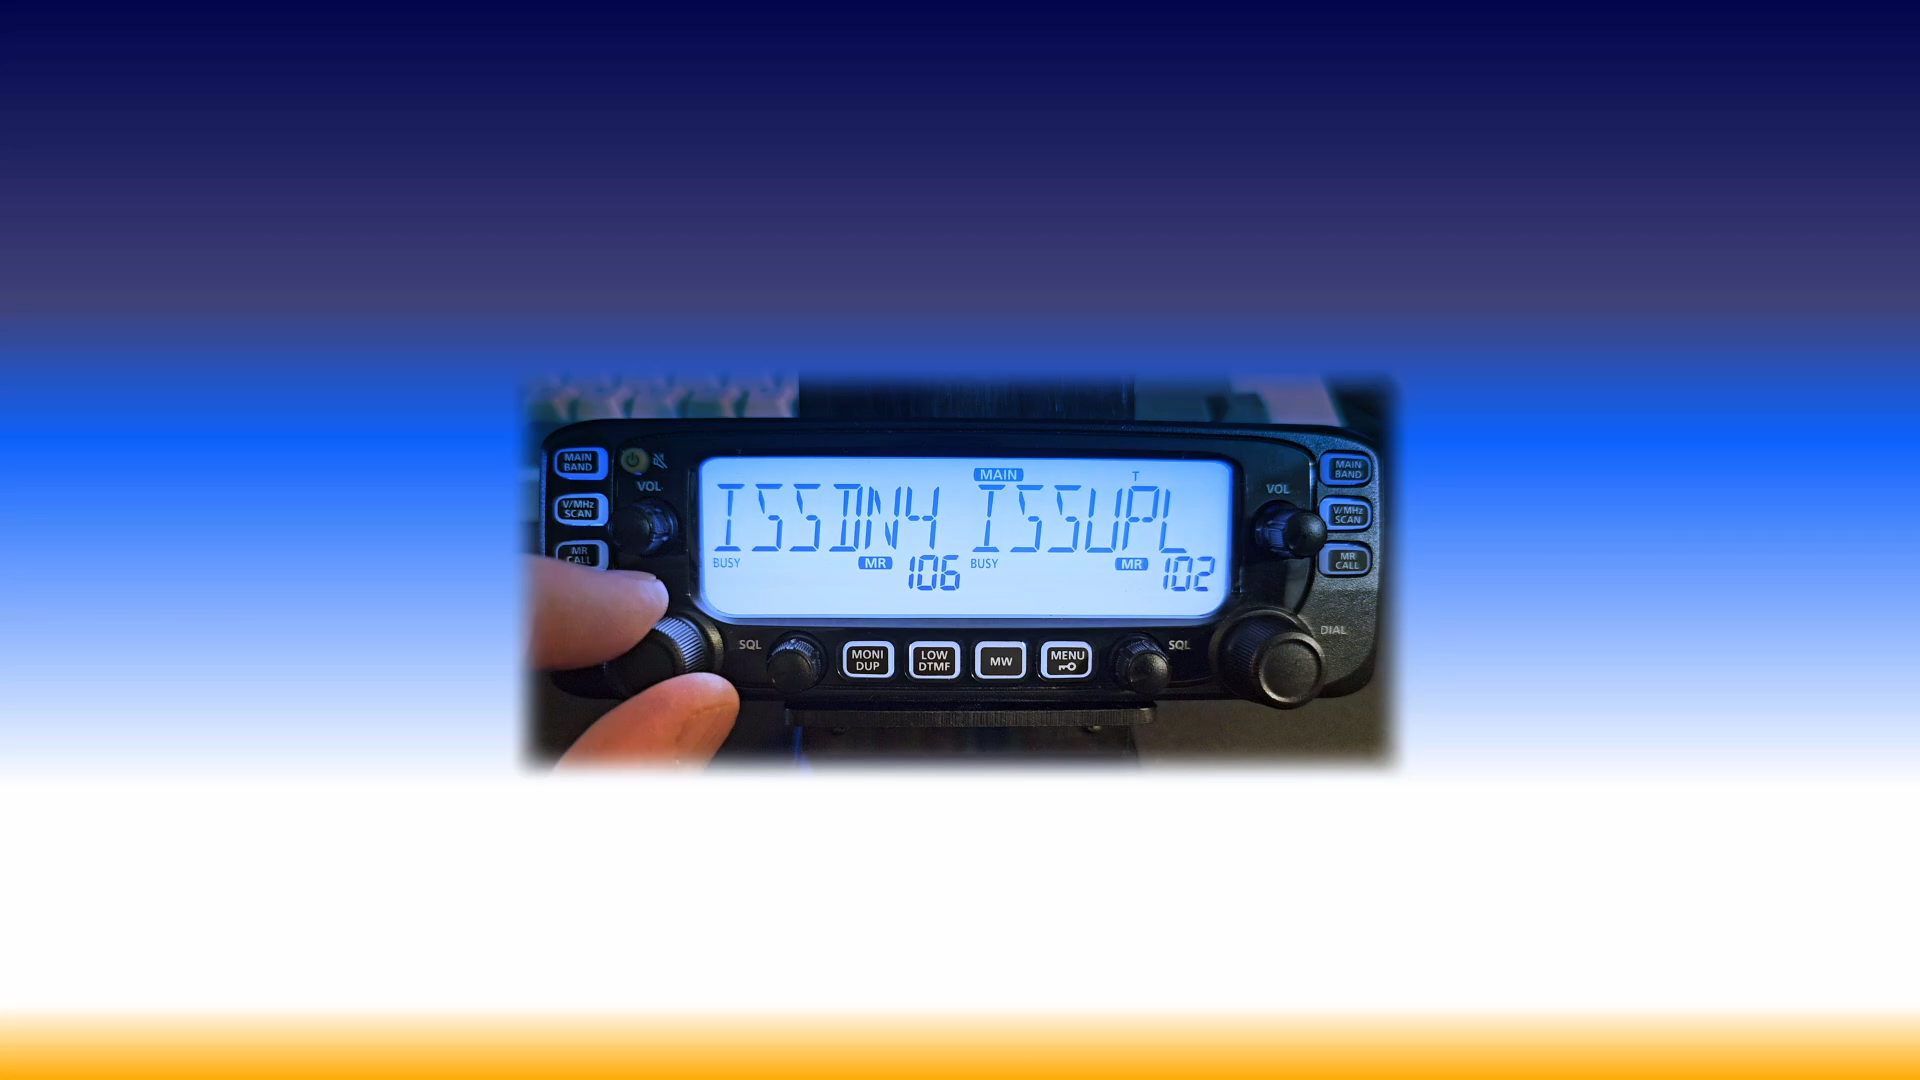 MAIN
BAND
VOL
V/MHz
SCAN
MR
CALL
ISSDN4
BUSY
MR
106
MAIN
T
ISSUPL
BUSY
MR
102
VOL
MAIN
BAND
V/MHz
SCAN
MR
CALL
SQL
MONI
DUP
LOW
DTMF
MW
MENU
SQL
DIAL